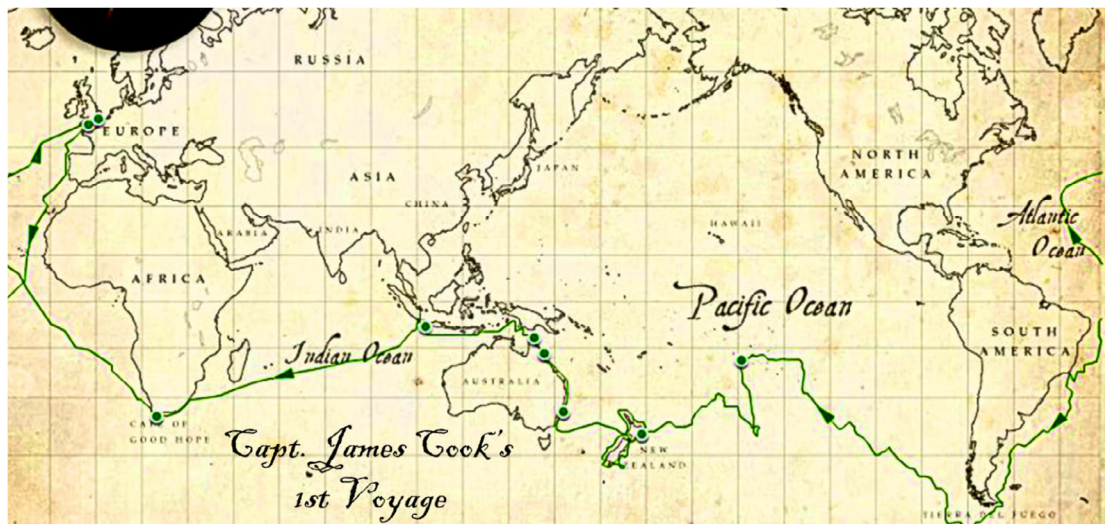 RUSSIA
EUROPE
ASIA
JAPAN
CHINA
NORTH
AMERICA
HAWAII
Atlantic
Ocean
ARABIA
INDIA
AFRICA
Pacific Ocean
SOUTH
AMERICA
Indian Ocean
AUSTRALIA
CAPE OF
GOOD HOPE
NEW
ZEALAND
Capt. James Cook's
1st Voyage
TIERRA DEL FUEGO